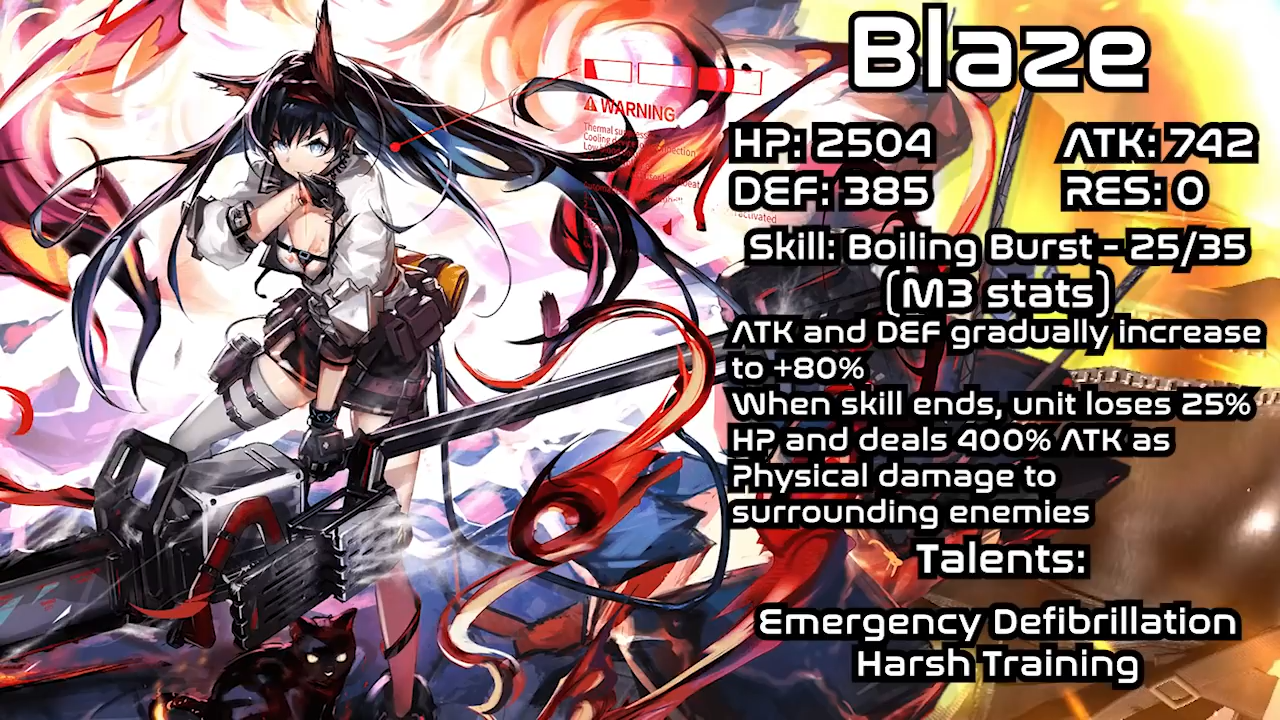 Blaze
HP: 2504 ATK: 742
DEF: 385 RES: 0
Skill: Boiling Burst - 25/35
(M3 stats)
ATK and DEF gradually increase
to +80%
When skill ends, unit loses 25%
HP and deals 400% ATK as
Physical damage to
surrounding enemies
Talents:
Emergency Defibrillation
Harsh Training
WARNING
Thermal
Cooling